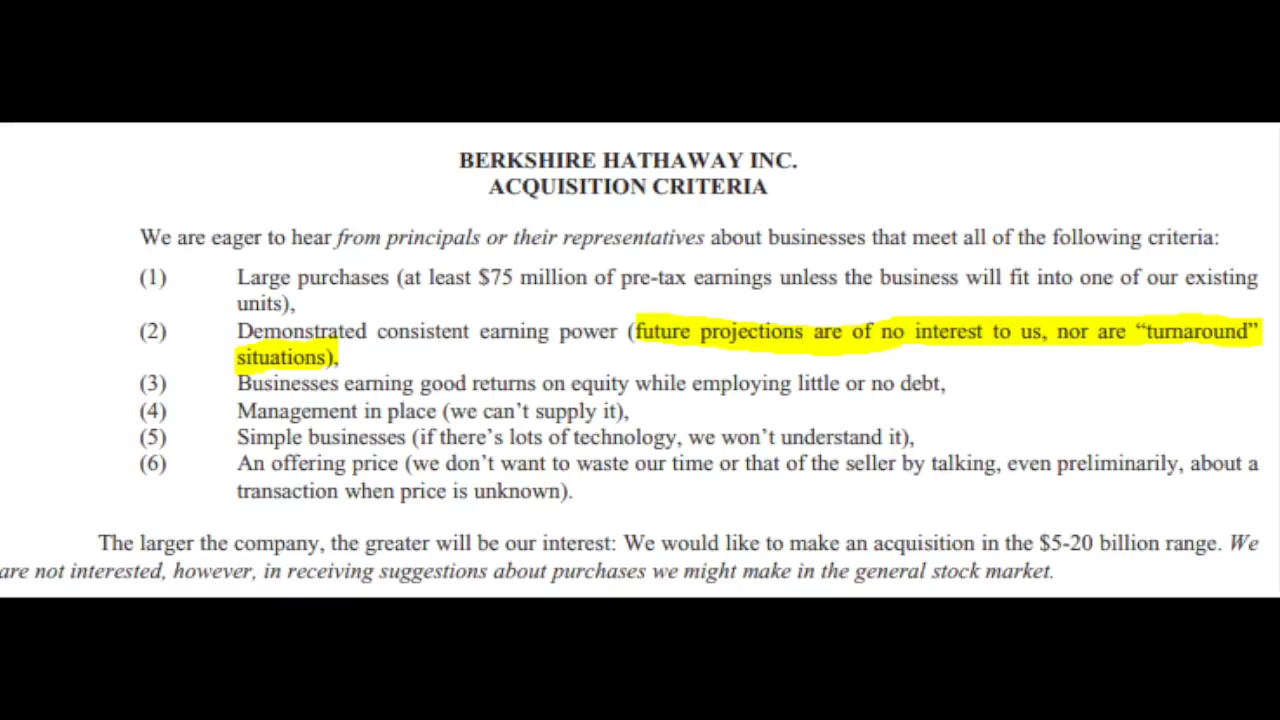 BERKSHIRE HATHAWAY INC.
ACQUISITION CRITERIA
We are eager to hear from principals or their representatives about businesses that meet all of the following criteria:
(1) Large purchases (at least $75 million of pre-tax earnings unless the business will fit into one of our existing
units),
(2) Demonstrated consistent earning power (future projections are of no interest to us, nor are “turnaround”
situations),
(3) Businesses earning good returns on equity while employing little or no debt,
(4) Management in place (we can’t supply it),
(5) Simple businesses (if there’s lots of technology, we won’t understand it),
(6) An offering price (we don’t want to waste our time or that of the seller by talking, even preliminarily, about a
transaction when price is unknown).
The larger the company, the greater will be our interest: We would like to make an acquisition in the $5-20 billion range. We
are not interested, however, in receiving suggestions about purchases we might make in the general stock market.